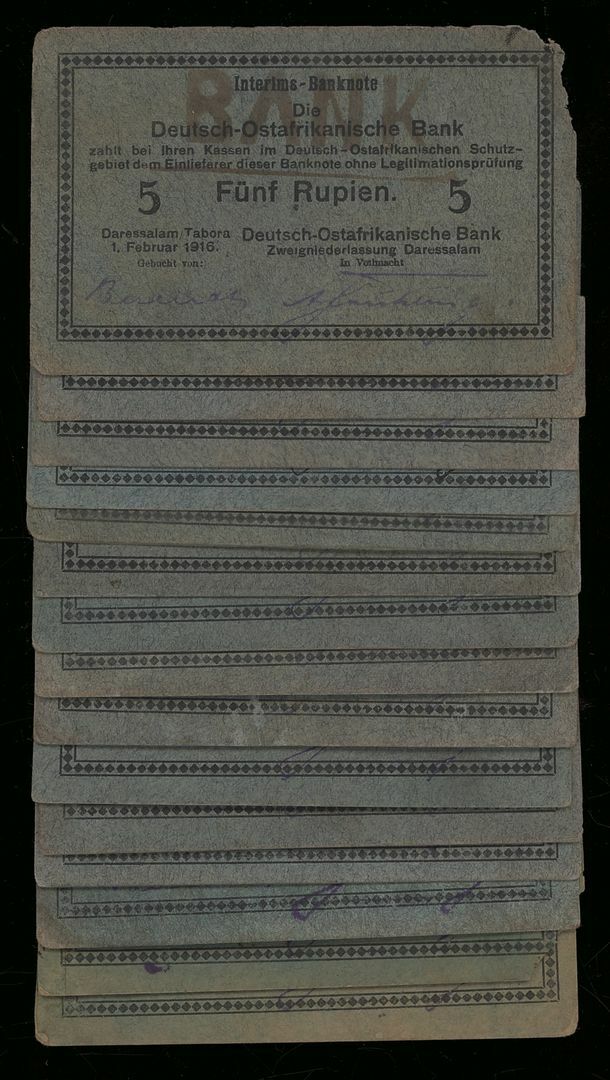 BANK
Interims-Banknote
Die
Deutsch-Ostafrikanische Bank
zahlt bei ihren Kassen im Deutsch-Ostafrikanischen Schutz-
gebiet dem Einlieferer dieser Banknote ohne Legitimationsprüfung
5 Fünf Rupien. 5
Daressalam/Tabora Deutsch-Ostafrikanische Bank
1. Februar 1916. Zweigniederlassung Daressalam
Gebucht von: In Vollmacht